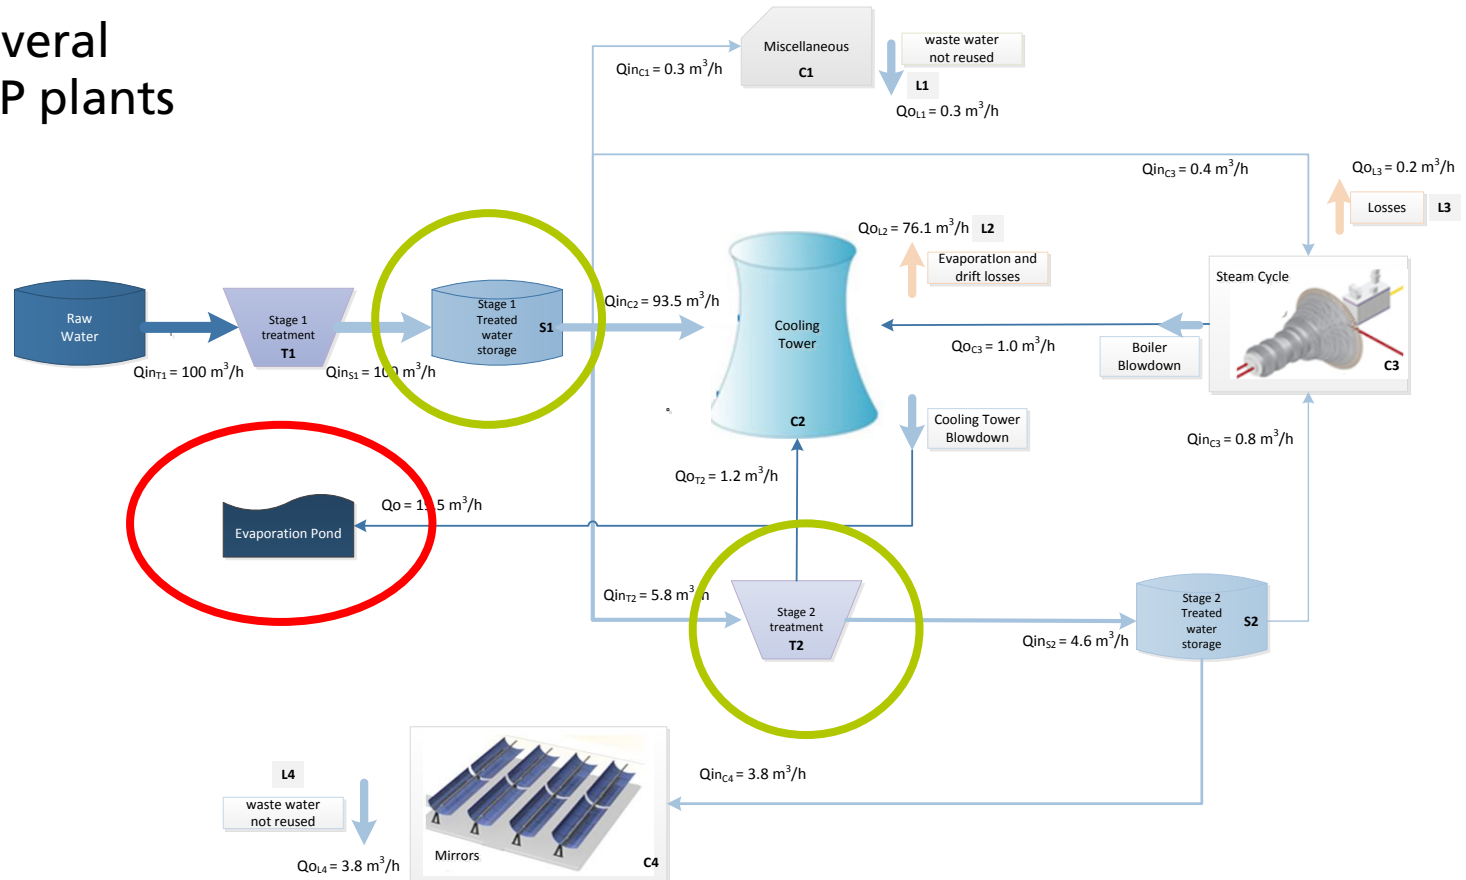 veral
P plants
Miscellaneous
C1
waste water
not reused
QinC1 = 0.3 m³/h
L1
QoL1 = 0.3 m³/h
QinC3 = 0.4 m³/h
QoL3 = 0.2 m³/h
Losses
L3
QoL2 = 76.1 m³/h
L2
Evaporation and
drift losses
Steam Cycle
Raw
Water
Stage 1
treatment
T1
Stage 1
Treated
water
storage
S1
QinC2 = 93.5 m³/h
Cooling
Tower
C2
QoC3 = 1.0 m³/h
Boiler
Blowdown
C3
QinT1 = 100 m³/h
QinS1 = 100 m³/h
Cooling Tower
Blowdown
QinC3 = 0.8 m³/h
QoT2 = 1.2 m³/h
Evaporation Pond
m³/h
QinT2 = 5.8 m³/h
Stage 2
treatment
T2
Stage 2
Treated
water
storage
S2
QinS2 = 4.6 m³/h
L4
waste water
not reused
QoL4 = 3.8 m³/h
Mirrors
C4
QinC4 = 3.8 m³/h